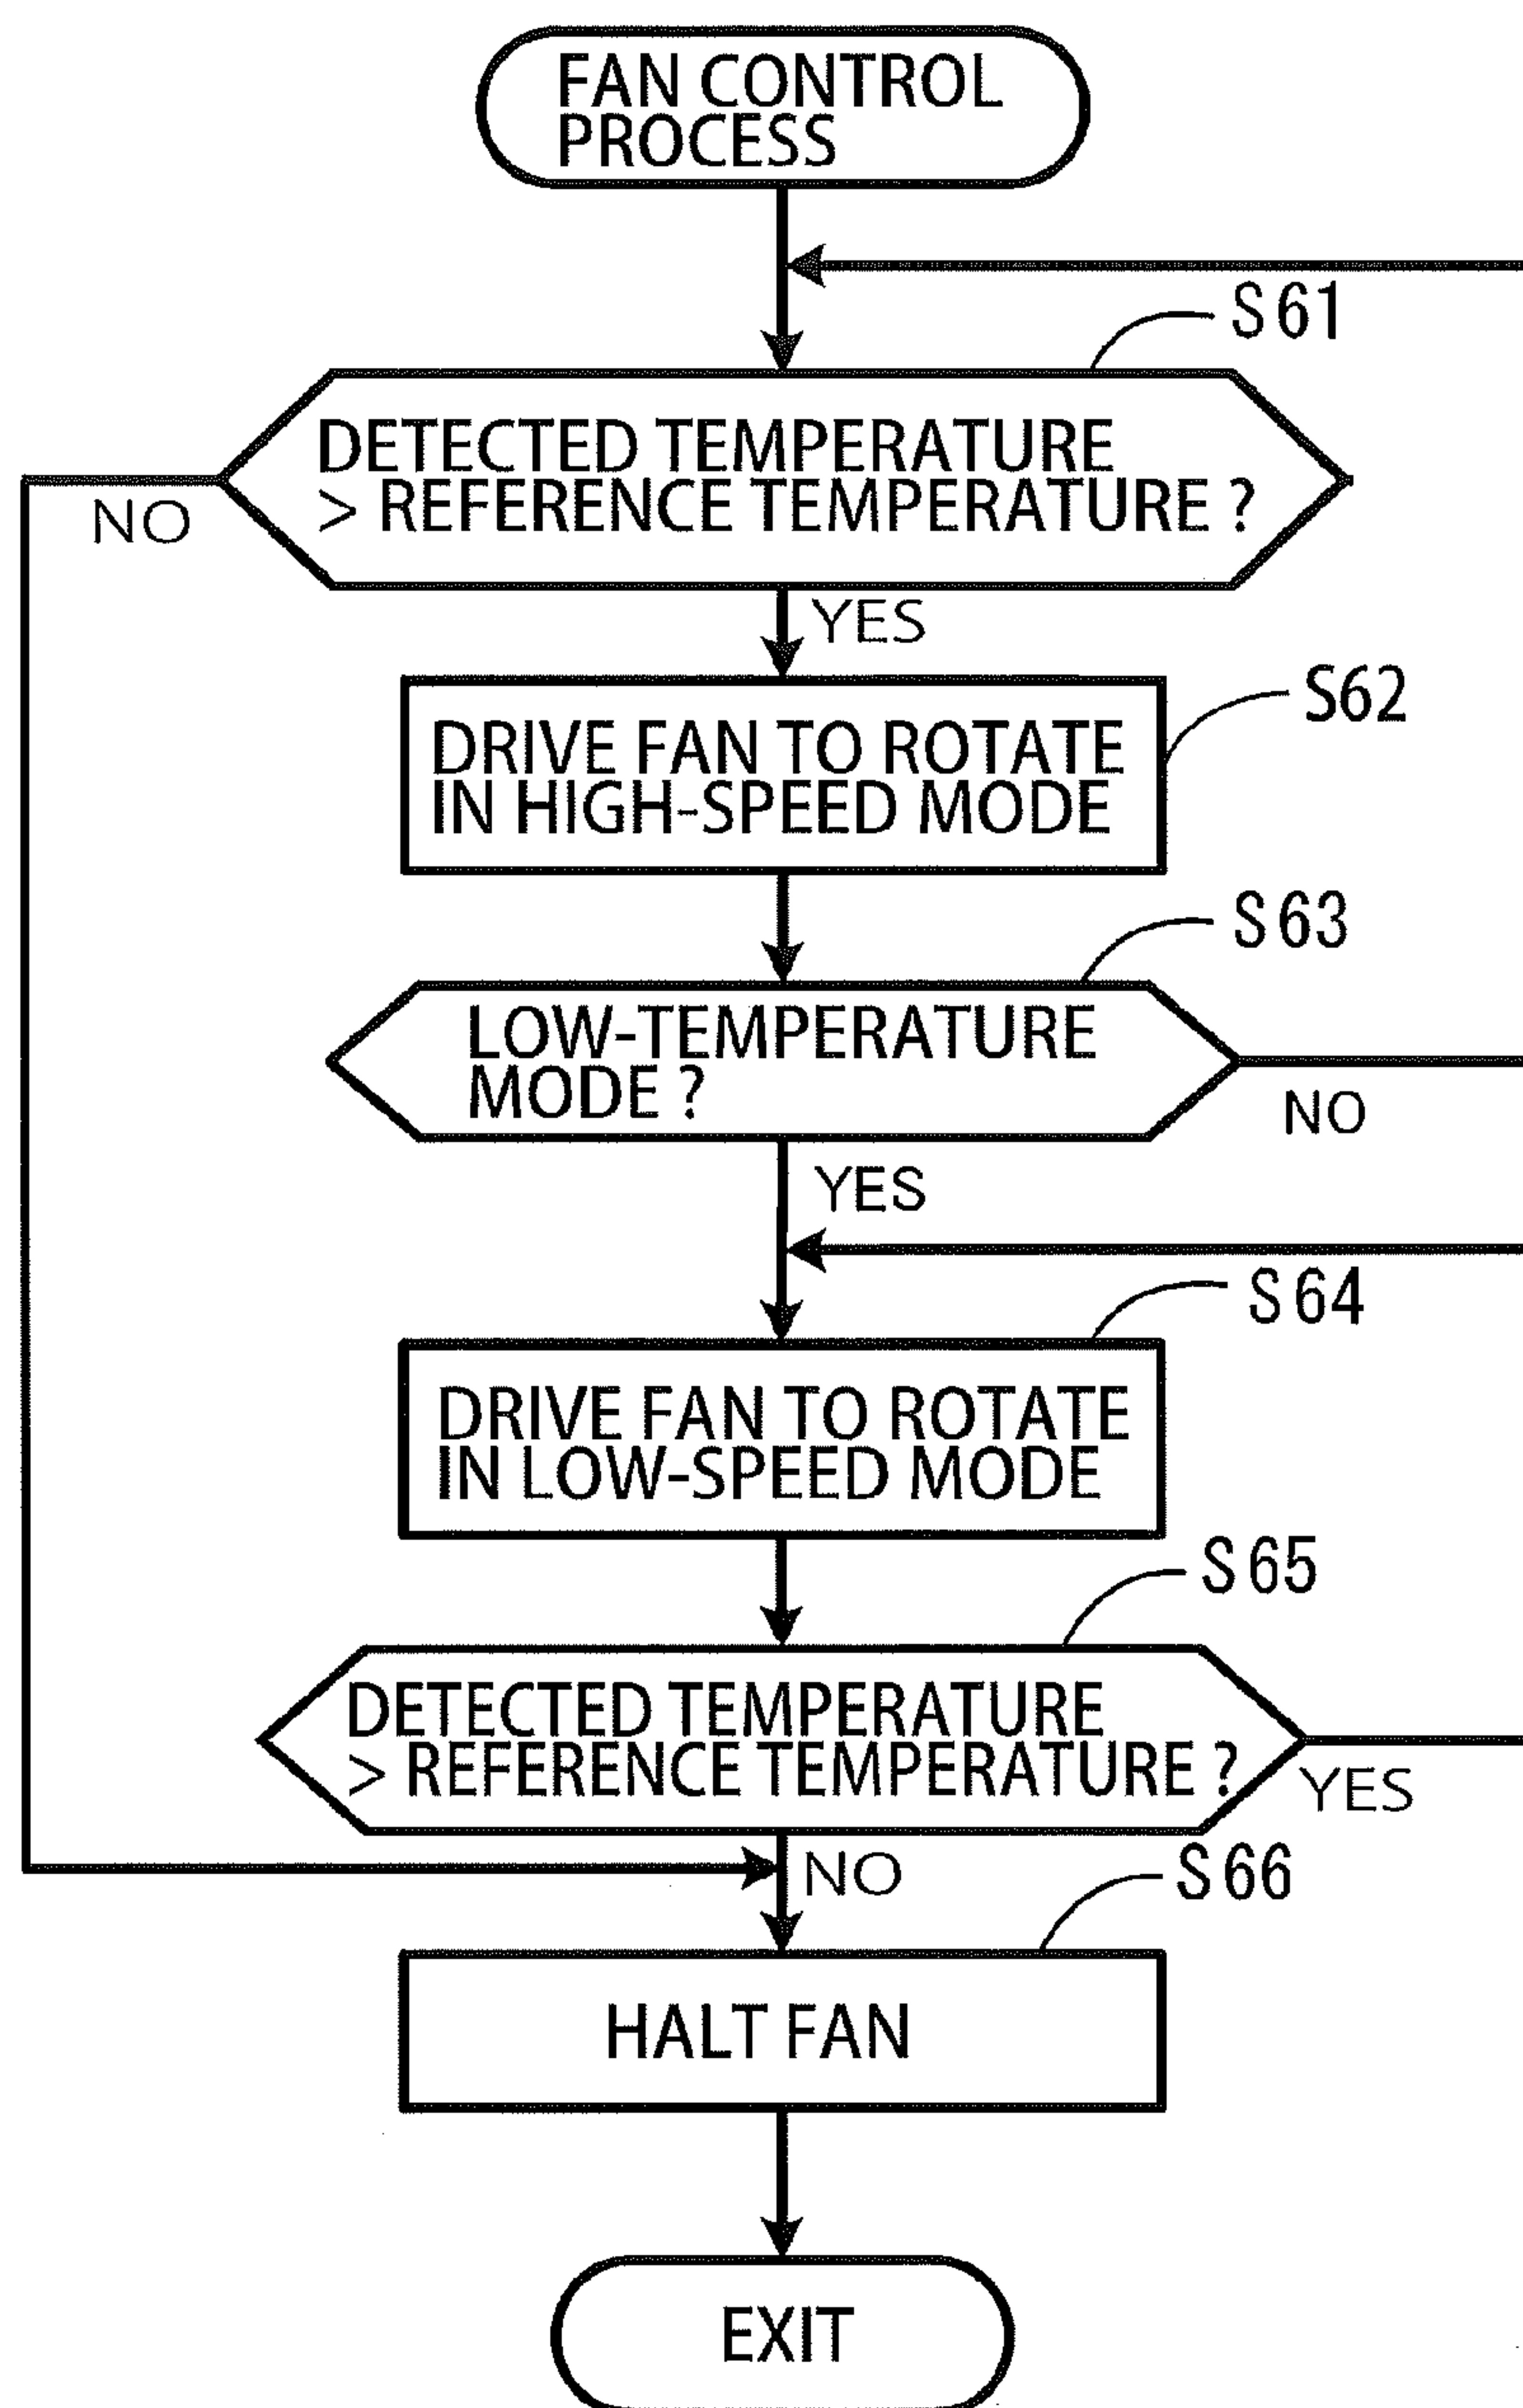 FAN CONTROL
PROCESS
S61
DETECTED TEMPERATURE
> REFERENCE TEMPERATURE ?
NO
YES
S62
DRIVE FAN TO ROTATE
IN HIGH-SPEED MODE
S63
LOW-TEMPERATURE
MODE ?
NO
YES
S64
DRIVE FAN TO ROTATE
IN LOW-SPEED MODE
S65
DETECTED TEMPERATURE
> REFERENCE TEMPERATURE ?
YES
NO
S66
HALT FAN
EXIT